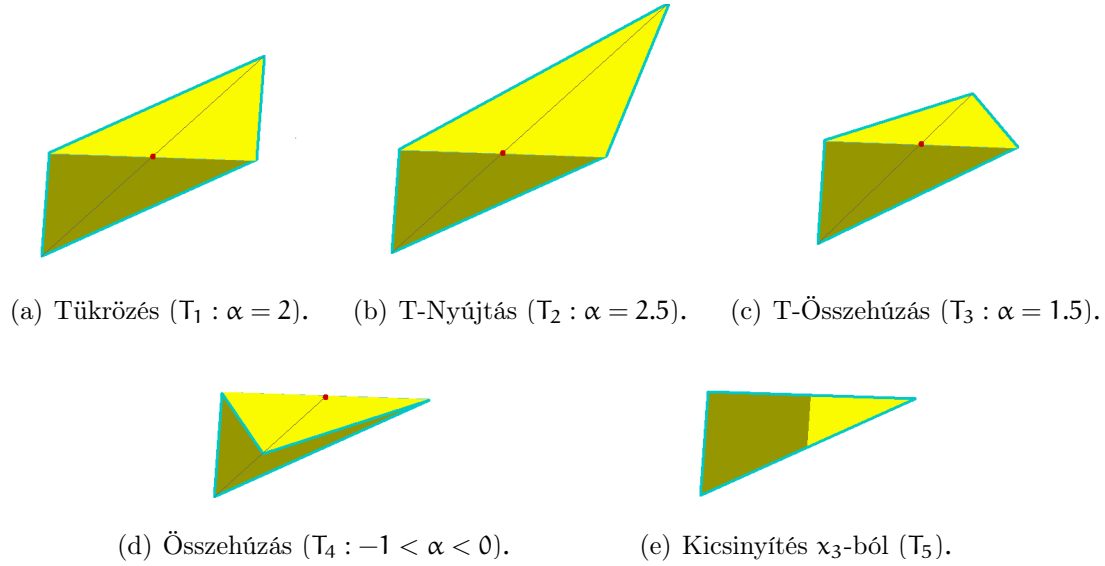 (a) Tükrözés (T₁ : α = 2).
(b) T-Nyújtás (T₂ : α = 2.5).
(c) T-Összehúzás (T₃ : α = 1.5).
(d) Összehúzás (T₄ : −1 < α < 0).
(e) Kicsinyítés x₃-ból (T₅).